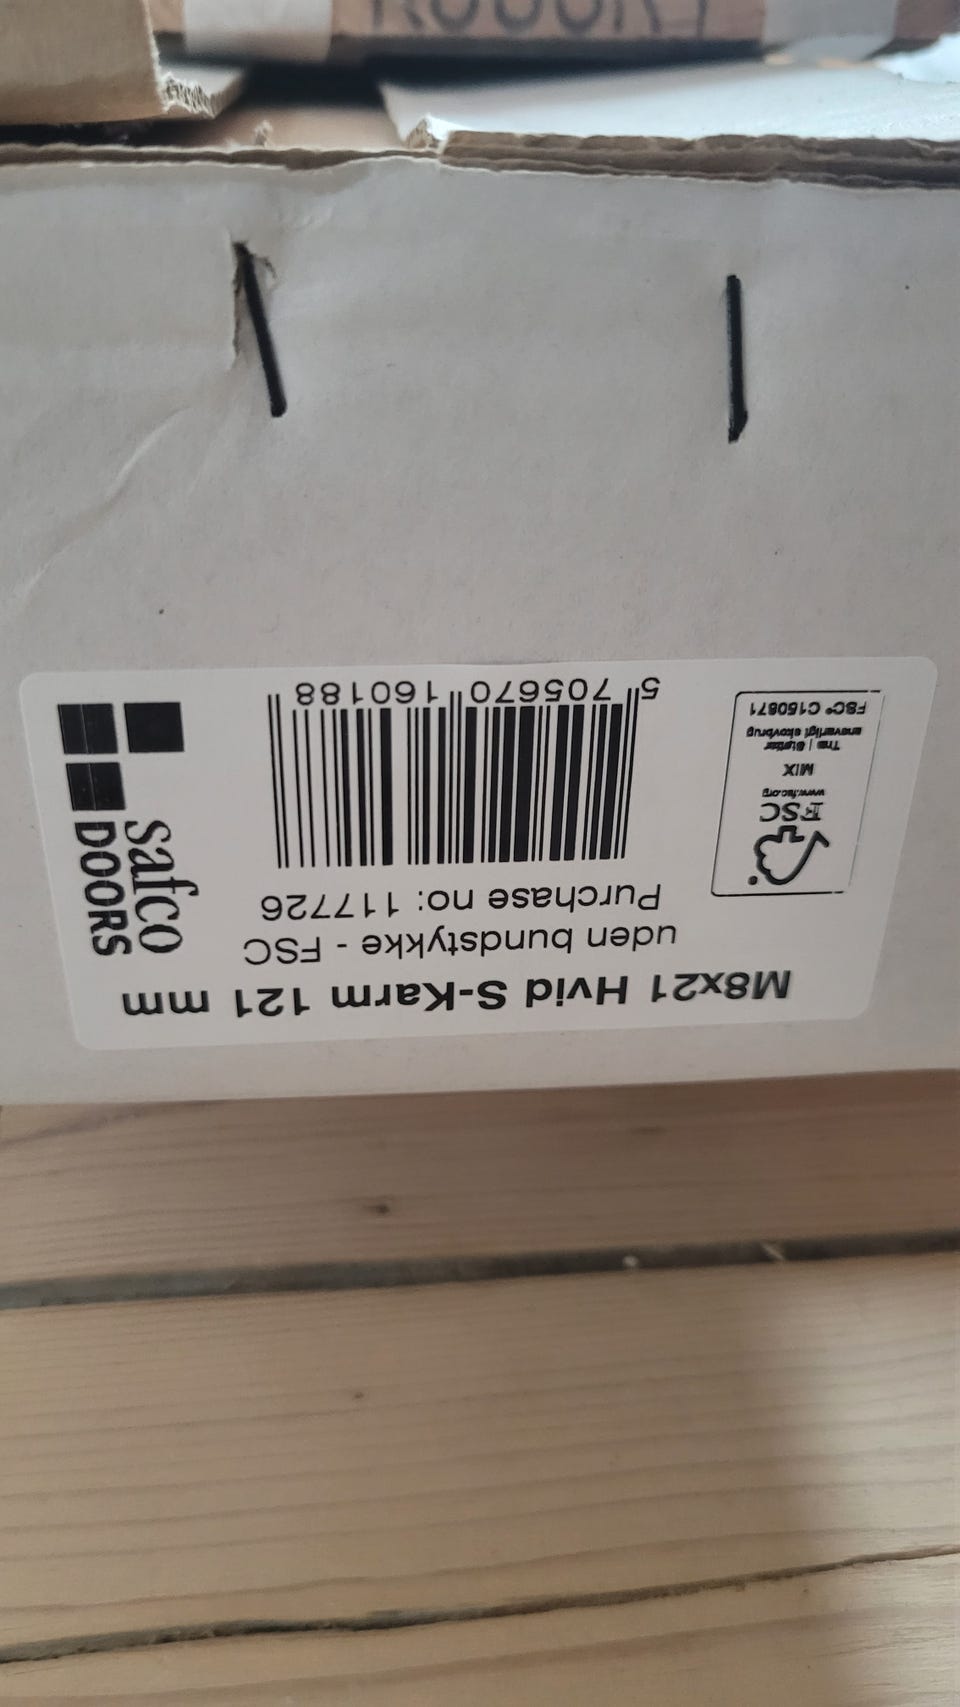 M8x21 Hvid S-Karm 121 mm
uden bundstykke - FSC
Purchase no: 117726
5 705670 160188
safco
DOORS
FSC
www.fsc.org
MIX
Træ | Støtter
ansvarligt skovbrug
FSC® C150871